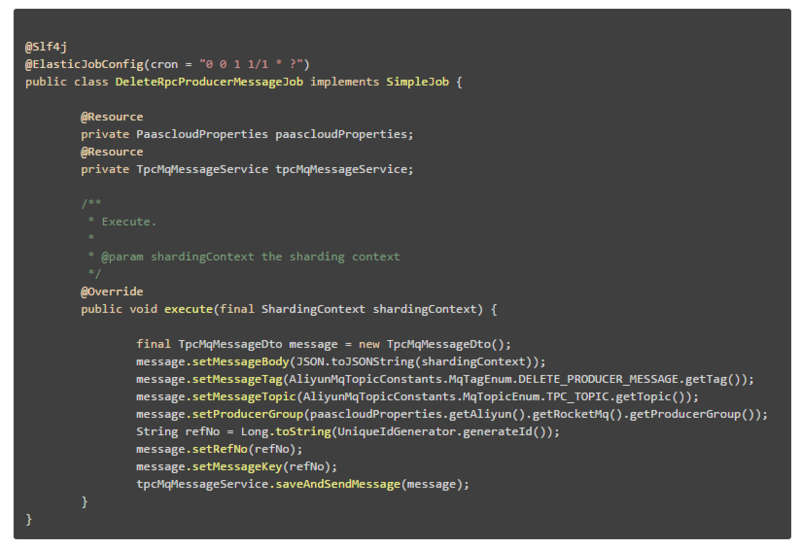 @Slf4j
@ElasticJobConfig(cron = "0 0 1 1/1 * ?")
public class DeleteRpcProducerMessageJob implements SimpleJob {
@Resource
private PaascloudProperties paascloudProperties;
@Resource
private TpcMqMessageService tpcMqMessageService;
/**
* Execute.
*
* @param shardingContext the sharding context
*/
@Override
public void execute(final ShardingContext shardingContext) {
final TpcMqMessageDto message = new TpcMqMessageDto();
message.setMessageBody(JSON.toJSONString(shardingContext));
message.setMessageTag(AliyunMqTopicConstants.MqTagEnum.DELETE_PRODUCER_MESSAGE.getTag());
message.setMessageTopic(AliyunMqTopicConstants.MqTopicEnum.TPC_TOPIC.getTopic());
message.setProducerGroup(paascloudProperties.getAliyun().getRocketMq().getProducerGroup());
String refNo = Long.toString(UniqueIdGenerator.generateId());
message.setRefNo(refNo);
message.setMessageKey(refNo);
tpcMqMessageService.saveAndSendMessage(message);
}
}